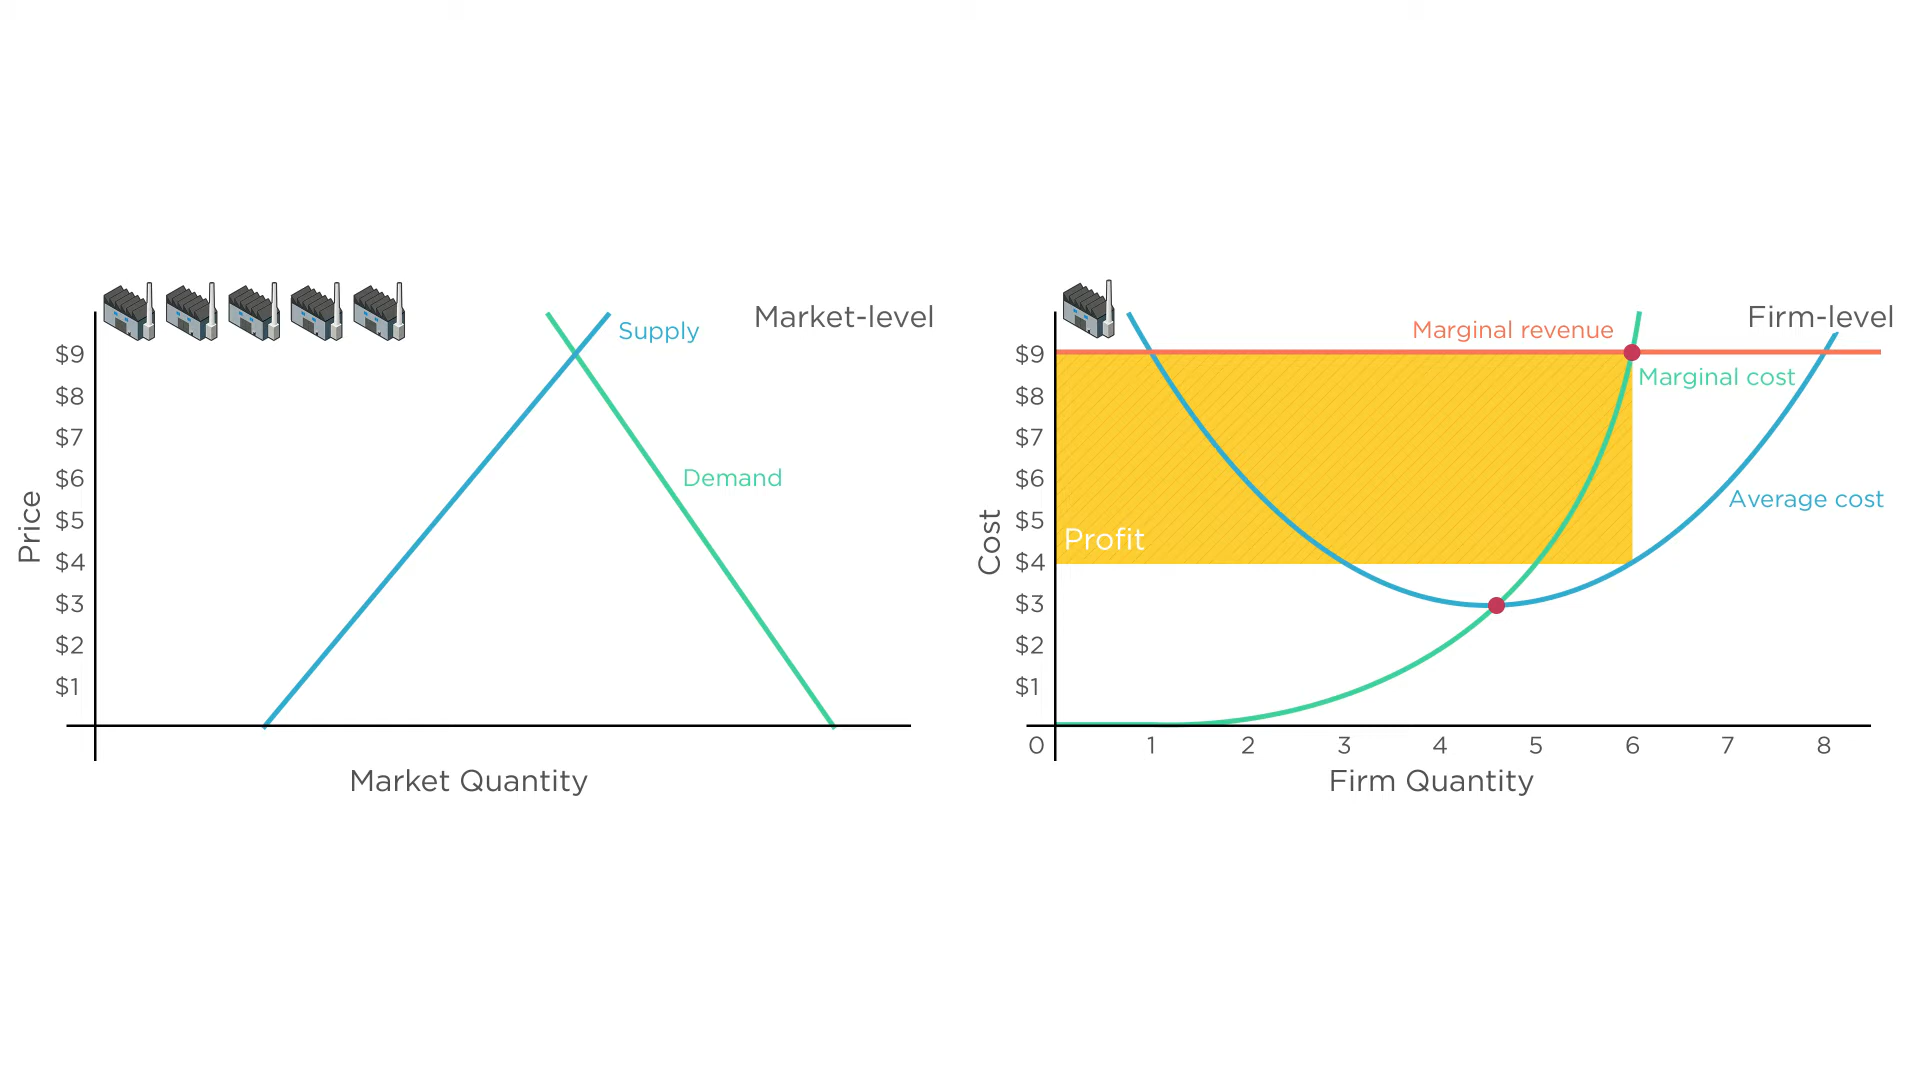 Market-level
Supply
Demand
$9
$8
$7
$6
$5
$4
$3
$2
$1
Price
Market Quantity
Firm-level
Marginal revenue
Marginal cost
Average cost
Profit
$9
$8
$7
$6
$5
$4
$3
$2
$1
Cost
0 1 2 3 4 5 6 7 8
Firm Quantity